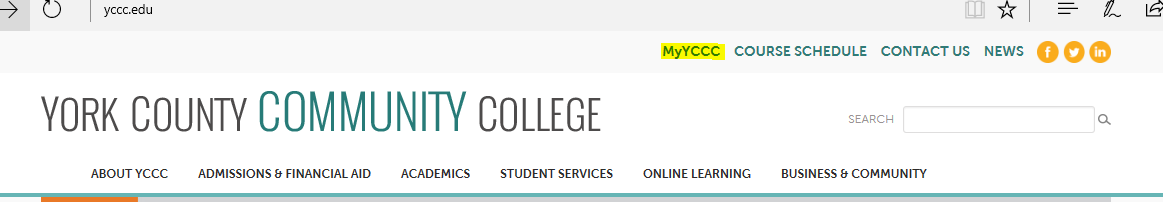 yccc.edu
MyYCCC COURSE SCHEDULE CONTACT US NEWS f in
YORK COUNTY COMMUNITY COLLEGE
SEARCH
ABOUT YCCC ADMISSIONS & FINANCIAL AID ACADEMICS STUDENT SERVICES ONLINE LEARNING BUSINESS & COMMUNITY